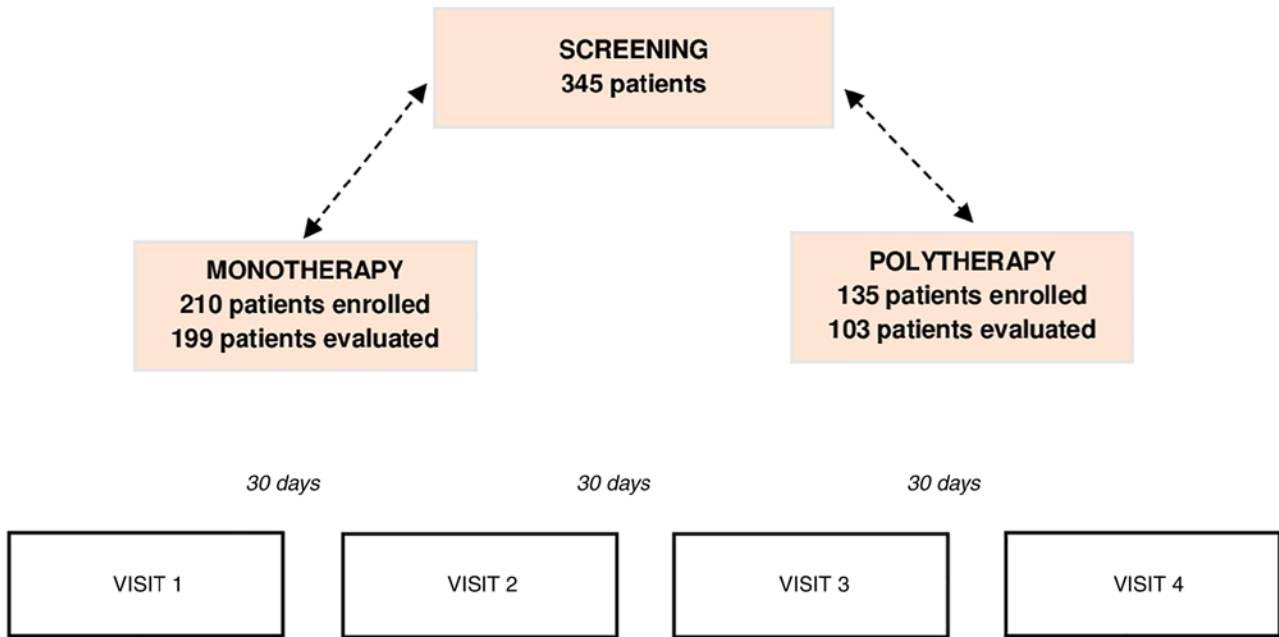 SCREENING
345 patients
MONOTHERAPY
210 patients enrolled
199 patients evaluated
POLYTHERAPY
135 patients enrolled
103 patients evaluated
30 days
30 days
30 days
VISIT 1
VISIT 2
VISIT 3
VISIT 4